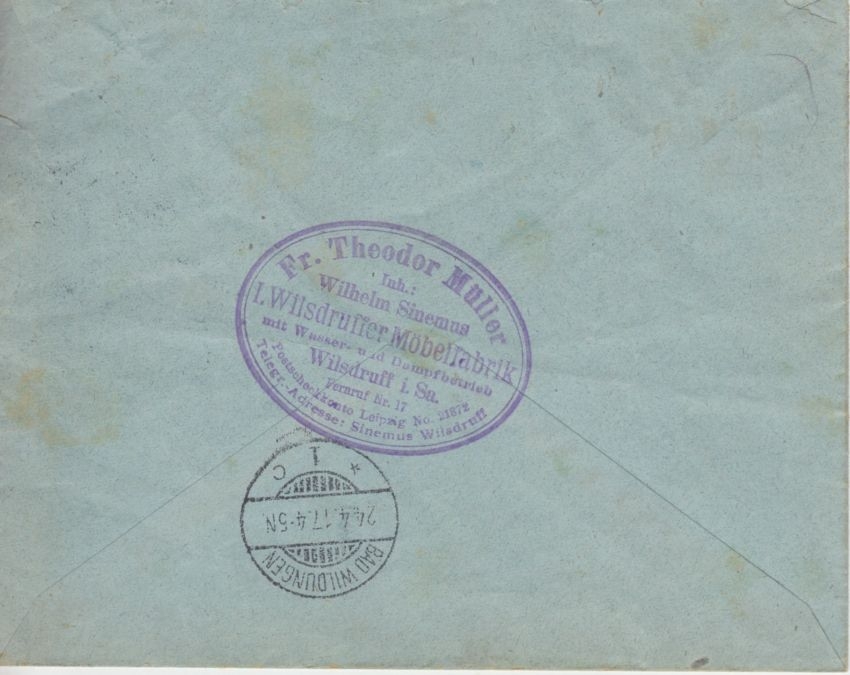 Fr. Theodor Müller
Inh.:
Wilhelm Sinemus
I. Wilsdruffer Möbelfabrik
mit Wasser- und Dampfbetrieb
Wilsdruff i. Sa.
Fernruf Nr. 17
Postscheckkonto Leipzig No. 21872
Telegr.-Adresse: Sinemus Wilsdruff
BAD WILDUNGEN
24.4.17.4-5N
* 1 C